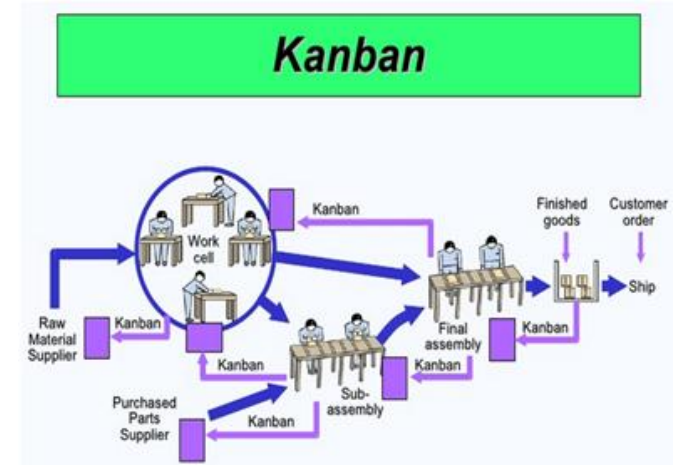 Kanban
Finished
goods
Customer
order
Kanban
Work
cell
Ship
Raw
Material
Supplier
Kanban
Final
assembly
Kanban
Kanban
Kanban
Sub-
assembly
Purchased
Parts
Supplier
Kanban